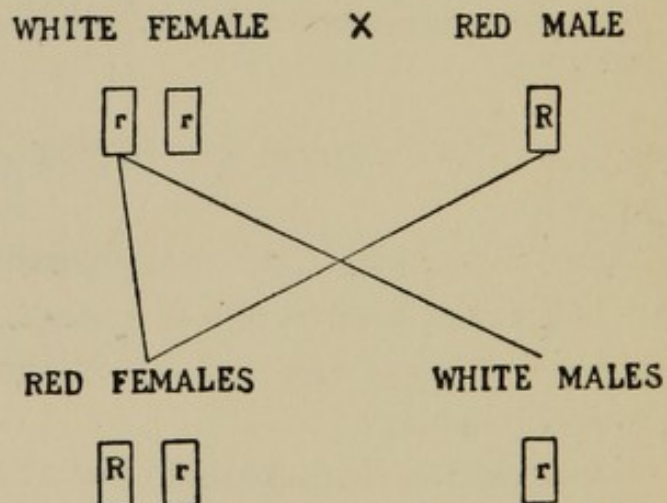 WHITE FEMALE X RED MALE
r r R
RED FEMALES WHITE MALES
R r r